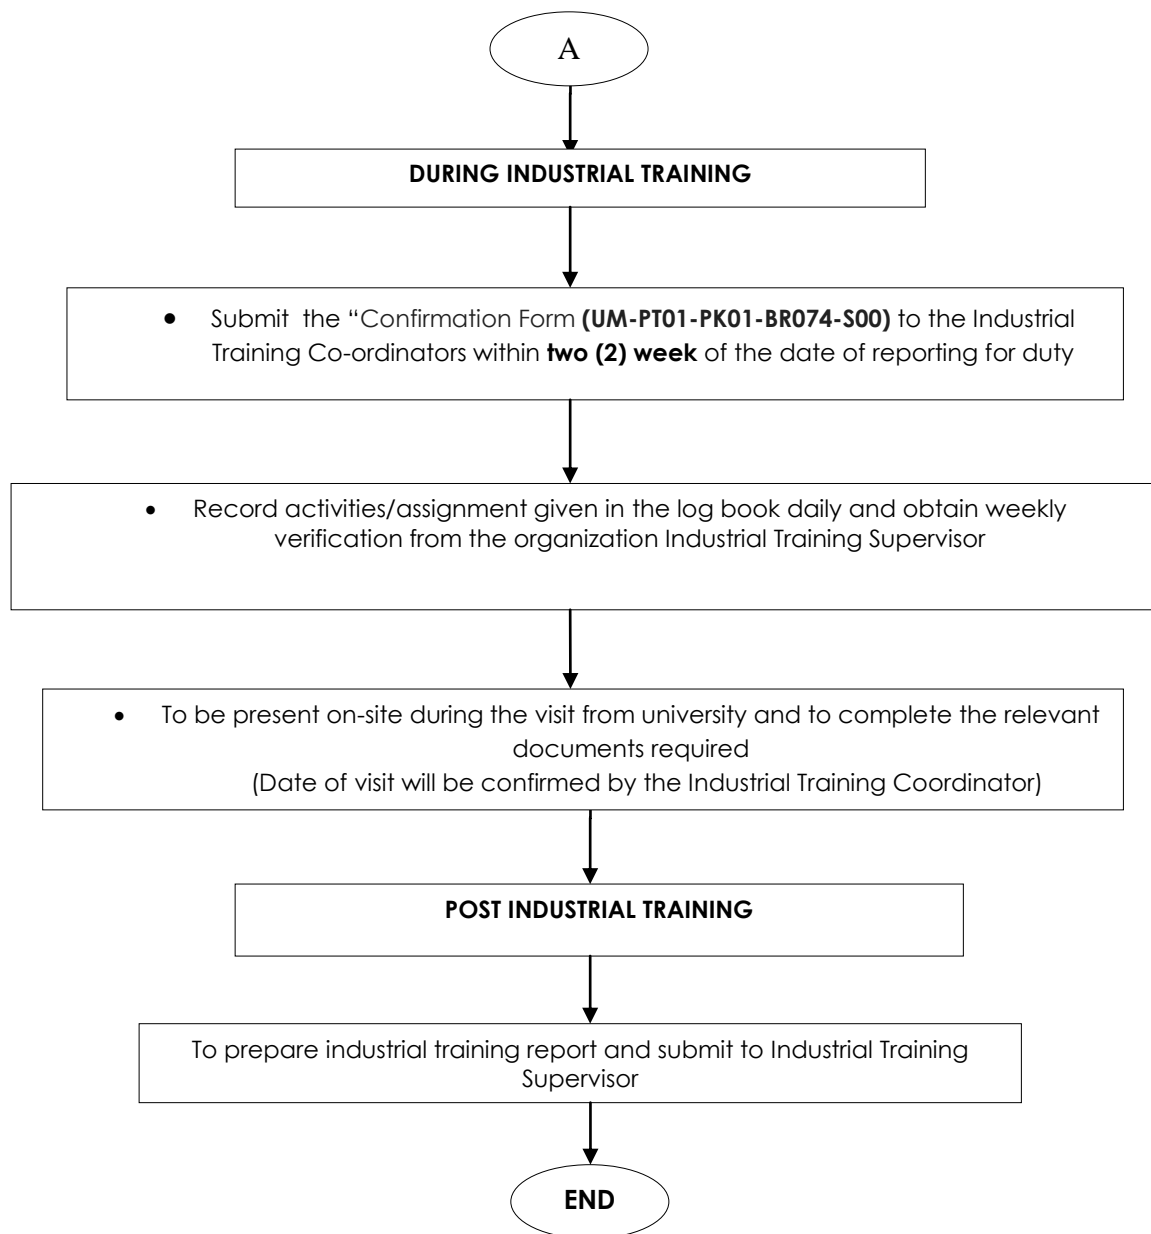 A
DURING INDUSTRIAL TRAINING
• Submit the “Confirmation Form (UM-PT01-PK01-BR074-S00) to the Industrial
Training Co-ordinators within two (2) week of the date of reporting for duty
• Record activities/assignment given in the log book daily and obtain weekly
verification from the organization Industrial Training Supervisor
• To be present on-site during the visit from university and to complete the relevant
documents required
(Date of visit will be confirmed by the Industrial Training Coordinator)
POST INDUSTRIAL TRAINING
To prepare industrial training report and submit to Industrial Training
Supervisor
END